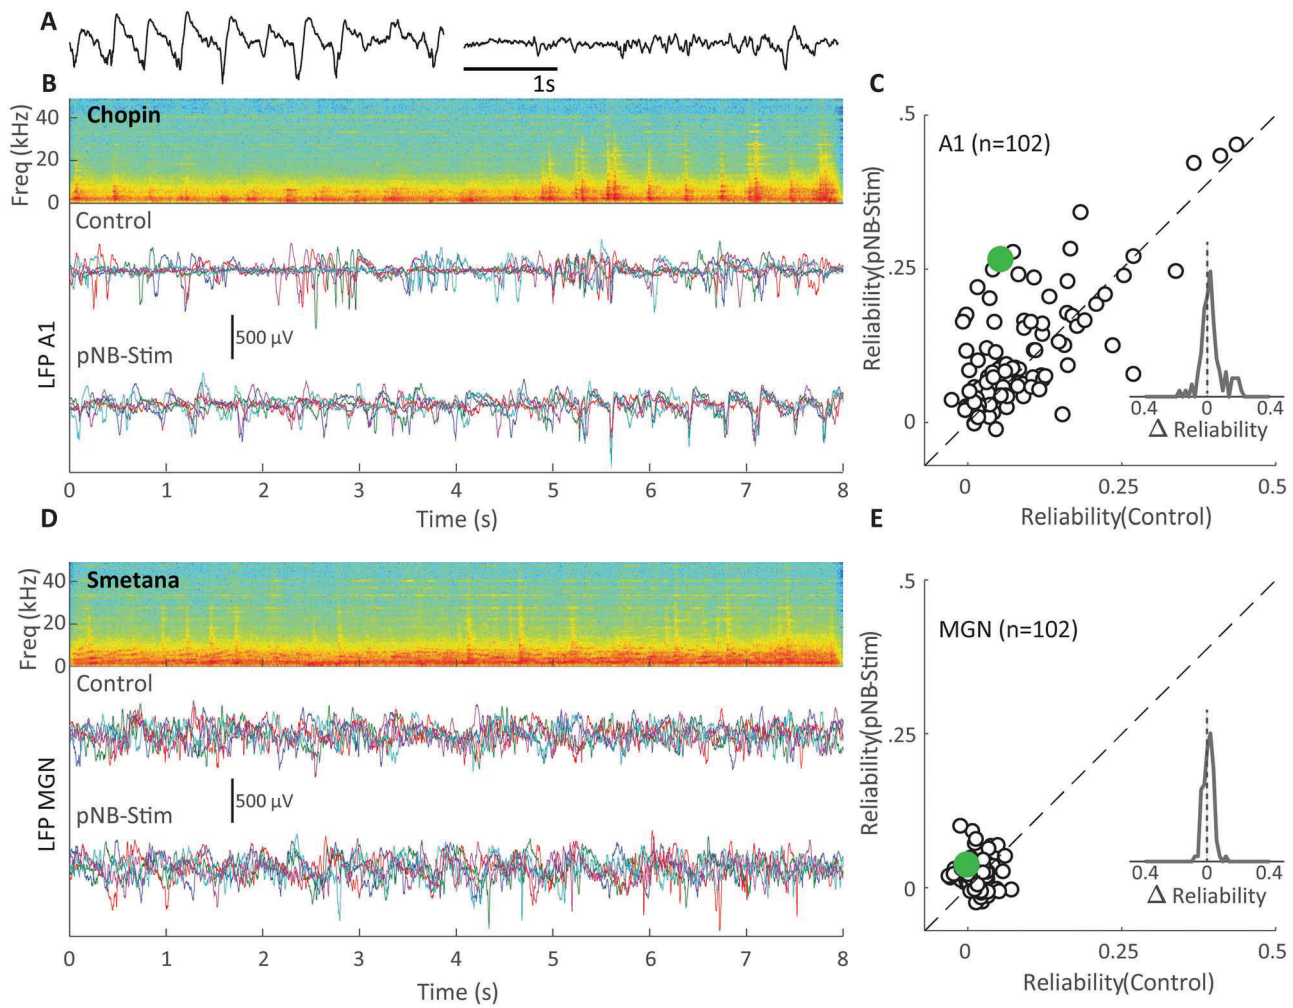 A
1s
B
Chopin
Freq (kHz)
40
20
0
Control
LFP A1
500 µV
pNB-Stim
0 1 2 3 4 5 6 7 8
Time (s)
C
A1 (n=102)
Reliability(pNB-Stim)
.5
.25
0
0.4 0 0.4
Δ Reliability
0 0.25 0.5
Reliability(Control)
D
Smetana
Freq (kHz)
40
20
0
Control
LFP MGN
500 µV
pNB-Stim
0 1 2 3 4 5 6 7 8
Time (s)
E
MGN (n=102)
Reliability(pNB-Stim)
.5
.25
0
0.4 0 0.4
Δ Reliability
0 0.25 0.5
Reliability(Control)